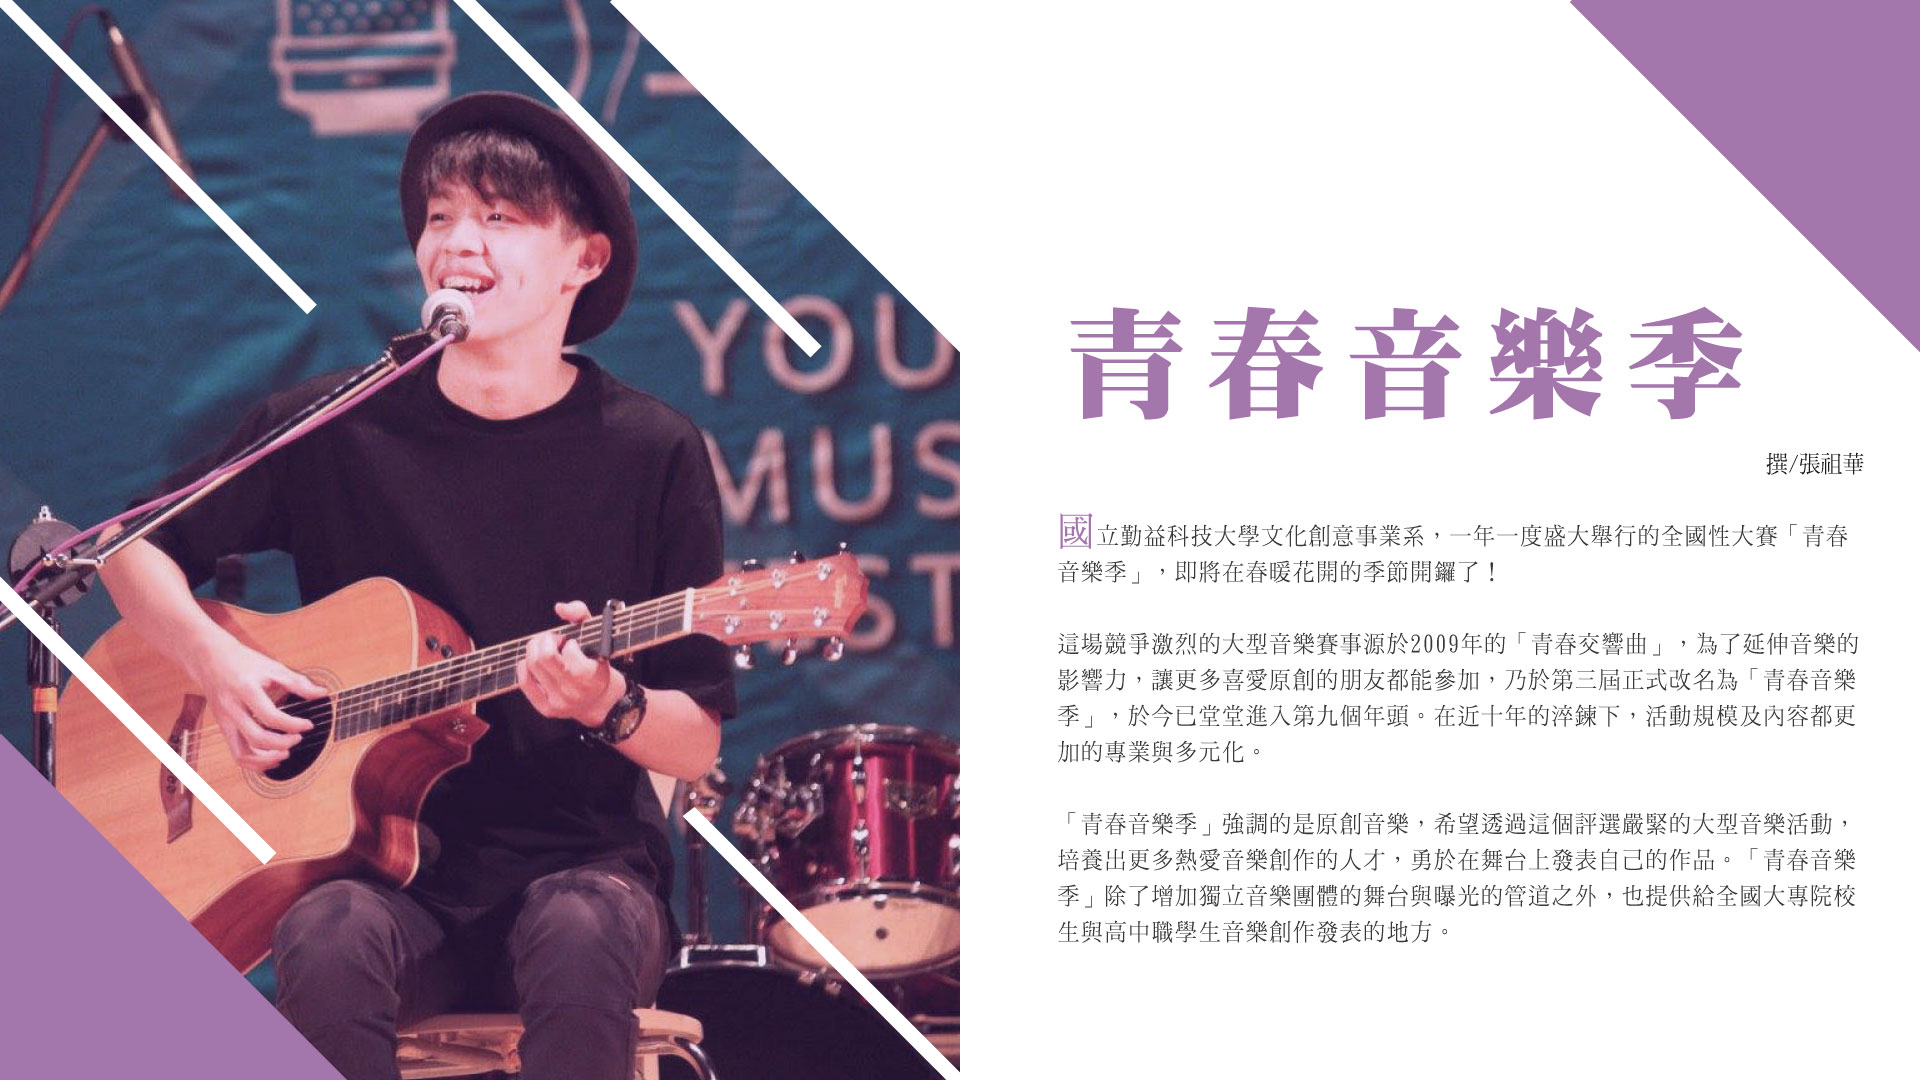 YOU
MUS
ST
青春音樂季
撰/張祖華
國立勤益科技大學文化創意事業系，一年一度盛大舉行的全國性大賽「青春
音樂季」，即將在春暖花開的季節開鑼了！
這場競爭激烈的大型音樂賽事源於2009年的「青春交響曲」，為了延伸音樂的
影響力，讓更多喜愛原創的朋友都能參加，乃於第三屆正式改名為「青春音樂
季」，於今已堂堂進入第九個年頭。在近十年的淬鍊下，活動規模及內容都更
加的專業與多元化。
「青春音樂季」強調的是原創音樂，希望透過這個評選嚴緊的大型音樂活動，
培養出更多熱愛音樂創作的人才，勇於在舞台上發表自己的作品。「青春音樂
季」除了增加獨立音樂團體的舞台與曝光的管道之外，也提供給全國大專院校
生與高中職學生音樂創作發表的地方。